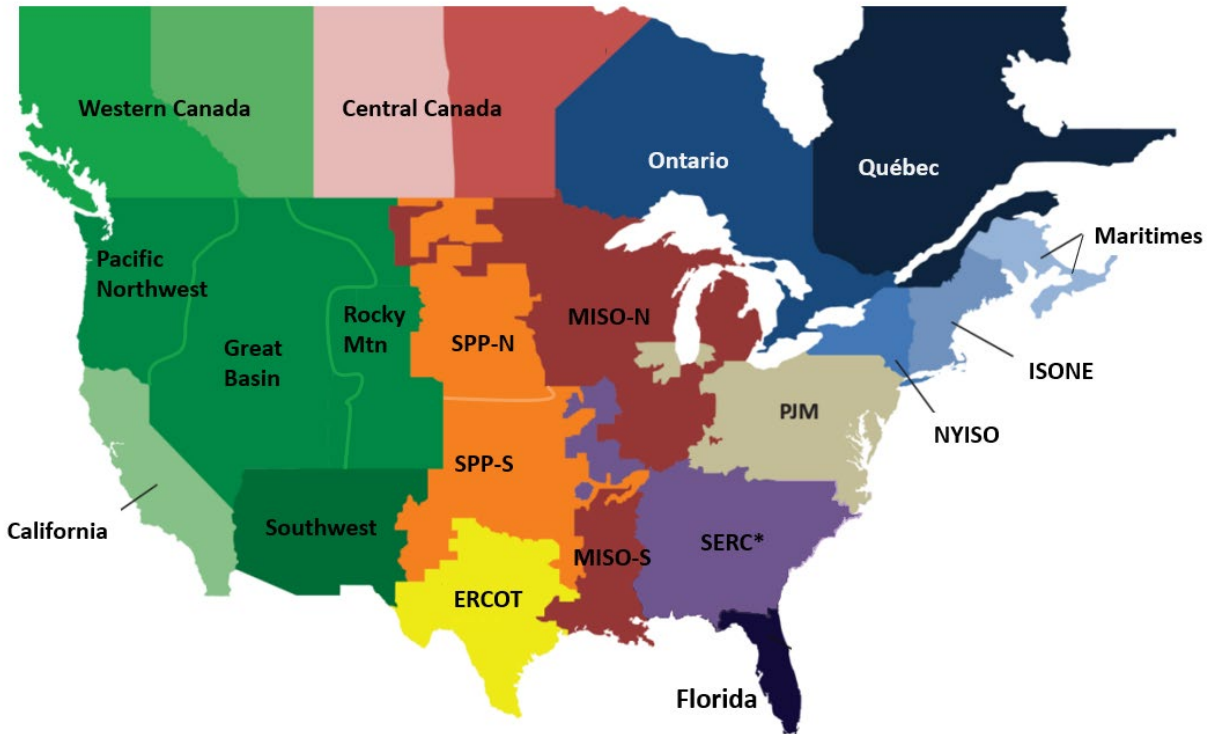 Western Canada
Central Canada
Ontario
Québec
Maritimes
Pacific
Northwest
Rocky
Mtn
MISO-N
SPP-N
Great
Basin
ISONE
PJM
NYISO
SPP-S
California
Southwest
SERC*
MISO-S
ERCOT
Florida